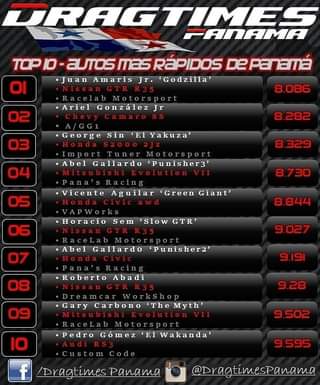 DRAGTIMES
PANAMA
TOP 10 - AUTOS MAS RÁPIDOS DE PANAMÁ
01
• Juan Amaris Jr. 'Godzilla'
• Nissan GTR R35
• Racelab Motorsport
8.086
02
• Ariel González Jr
• Chevy Camaro SS
• A/GG1
8.282
03
• George Sin 'El Yakuza'
• Honda S2000 2Jz
• Import Tuner Motorsport
8.329
04
• Abel Gallardo 'Punisher3'
• Mitsubishi Evolution VII
• Pana's Racing
8.730
05
• Vicente Aguilar 'Green Giant'
• Honda Civic awd
• VAPWorks
8.844
06
• Horacio Sem 'Slow GTR'
• Nissan GTR R35
• RaceLab Motorsport
9.027
07
• Abel Gallardo 'Punisher2'
• Honda Civic
• Pana's Racing
9.191
08
• Roberto Abadi
• Nissan GTR R35
• Dreamcar WorkShop
9.28
09
• Gary Carbono 'The Myth'
• Mitsubishi Evolution VII
• RaceLab Motorsport
9.502
10
• Pedro Gómez 'El Wakanda'
• Audi RS3
• Custom Code
9.595
f /Dragtimes Panama @DragtimesPanama